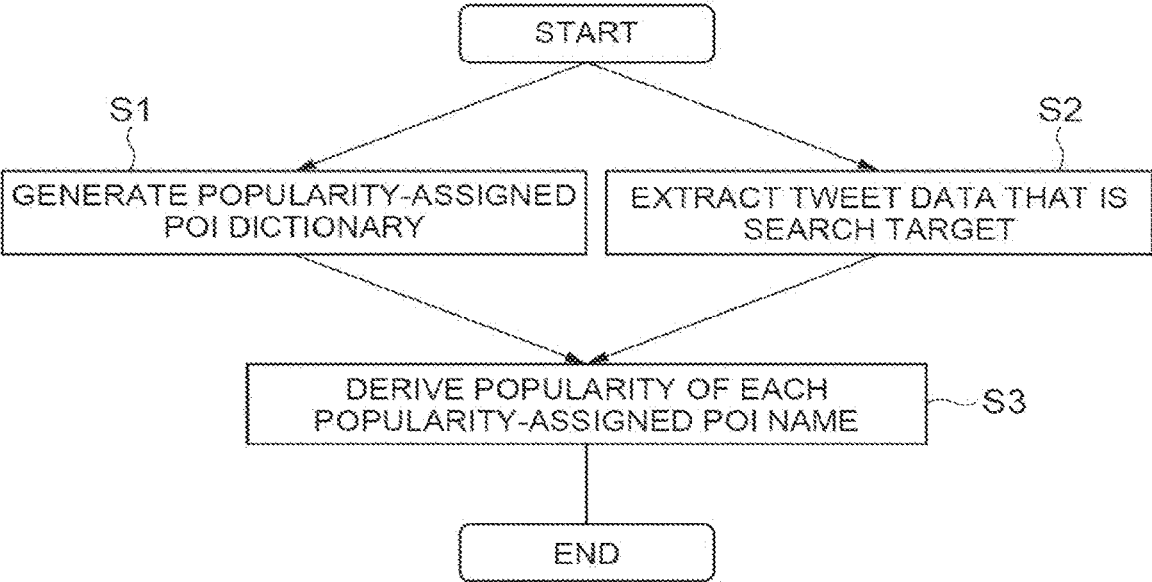 START
S1
S2
GENERATE POPULARITY-ASSIGNED
POI DICTIONARY
EXTRACT TWEET DATA THAT IS
SEARCH TARGET
DERIVE POPULARITY OF EACH
POPULARITY-ASSIGNED POI NAME
S3
END